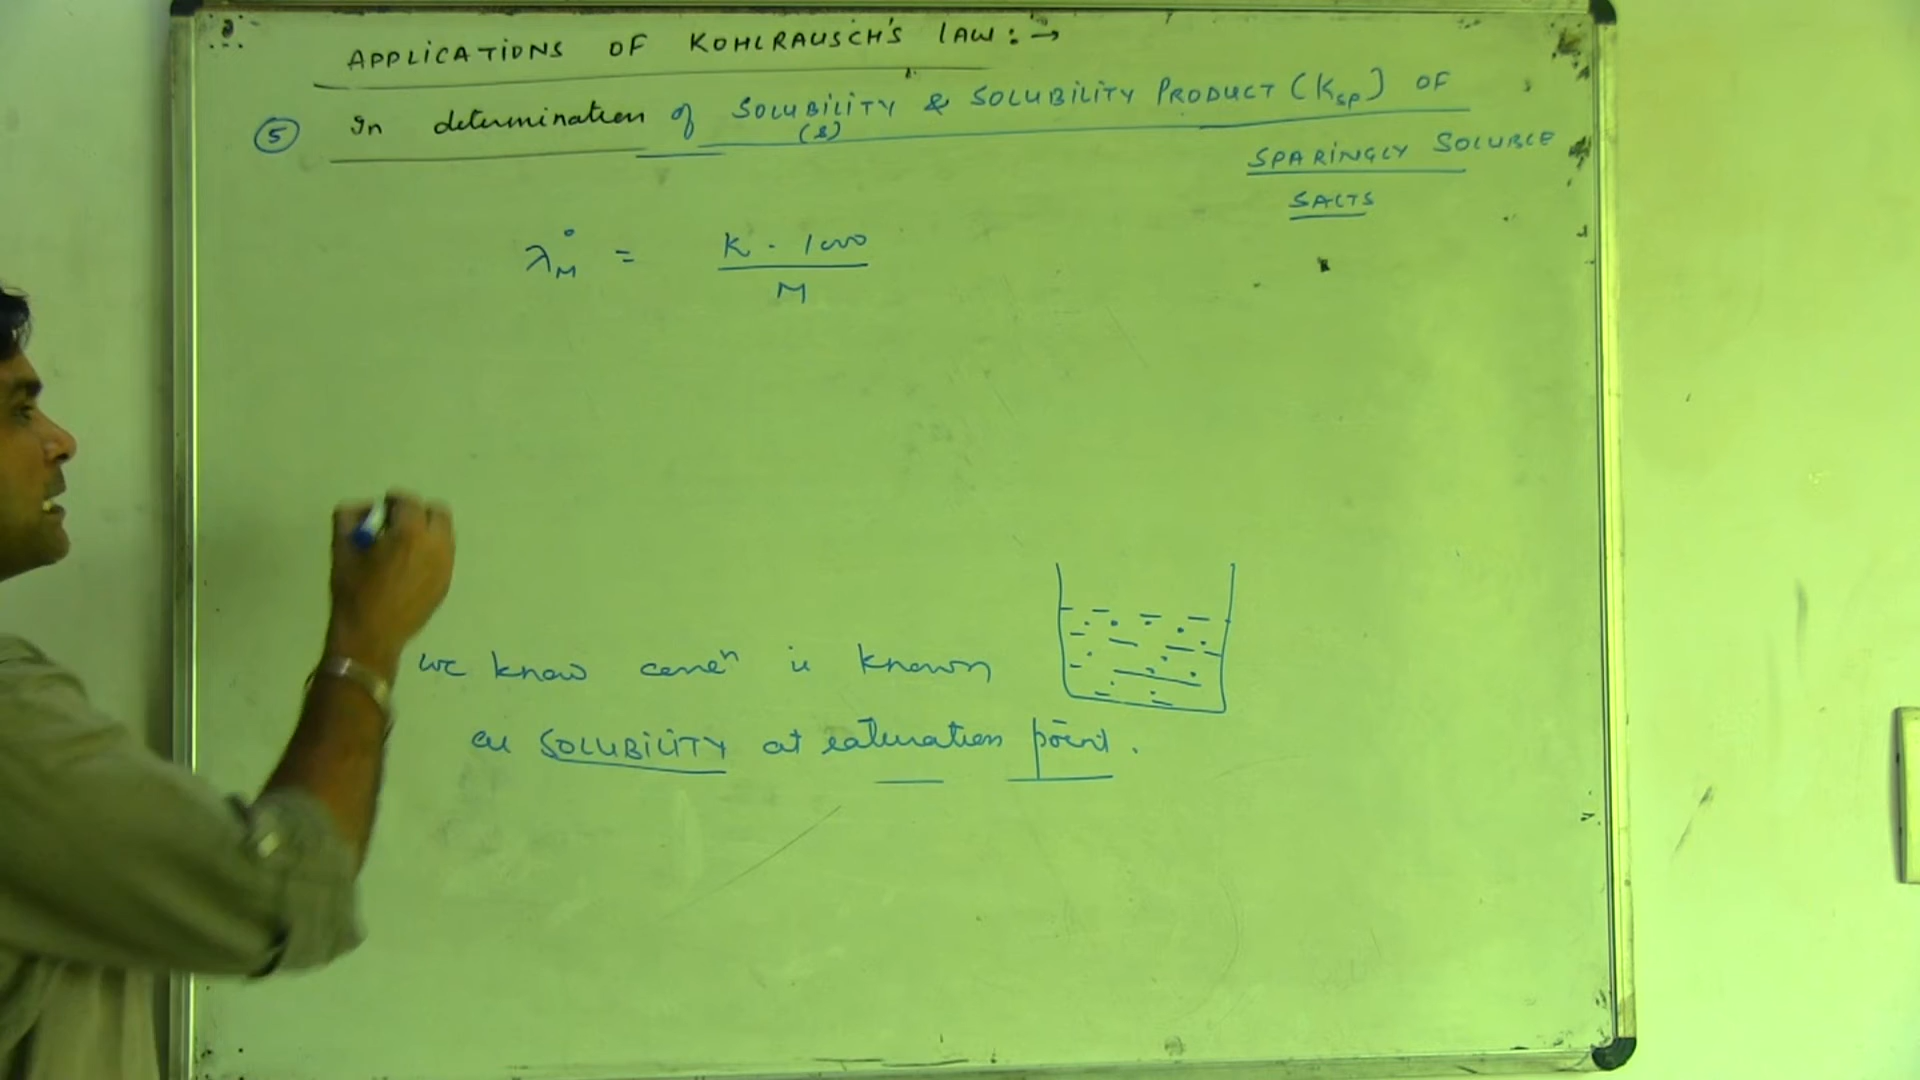 APPLICATIONS OF KOHLRAUSCH'S LAW : →
⑤ In determination of SOLUBILITY & SOLUBILITY PRODUCT (Ksp) OF
(s)
SPARINGLY SOLUBLE
SALTS
λ°M = K . 1000
M
we know concⁿ is known
as SOLUBILITY at saturation point .